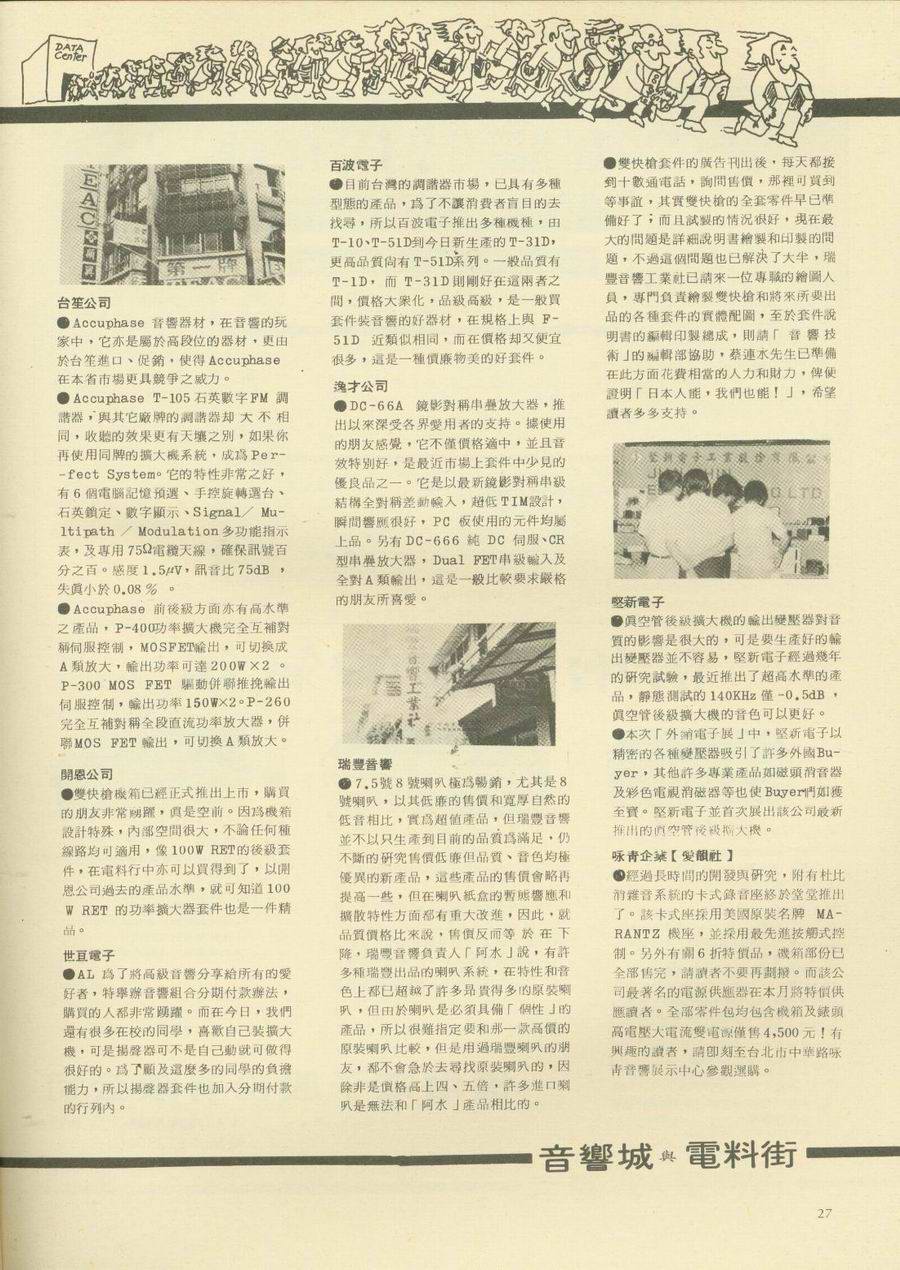 DATA
Center
TEAC
第一牌
台笙公司
●Accuphase 音響器材，在音響的玩
家中，它亦是屬於高段位的器材，更由
於台笙進口、促銷，使得Accuphase
在本省市場更具競爭之威力。
●Accuphase T-105石英數字FM 調
諧器，與其它廠牌的調諧器却大不相
同，收聽的效果更有天壤之別，如果你
再使用同牌的擴大機系統，成爲Per-
-fect System。它的特性非常之好，
有6個電腦記憶預選、手控旋轉選台、
石英鎖定、數字顯示、Signal／ Mu-
ltipath ／ Modulation多功能指示
表，及專用75Ω電纜天線，確保訊號百
分之百。感度1.5μV，訊音比75dB ，
失眞小於0.08％ 。
●Accuphase 前後級方面亦有高水準
之產品，P-400功率擴大機完全互補對
稱伺服控制，MOSFET輸出，可切換成
A類放大，輸出功率可達200W×2 。
P-300 MOS FET 驅動併聯推挽輸出
伺服控制，輸出功率150W×2。P-260
完全互補對稱全段直流功率放大器，併
聯MOS FET 輸出，可切換A類放大。
開恩公司
●雙快槍機箱已經正式推出上市，購買
的朋友非常踴躍，眞是空前。因爲機箱
設計特殊，內部空間很大，不論任何種
線路均可適用，像100W RET的後級套
件，在電料行中亦可以買得到了，以開
恩公司過去的產品水準，就可知道100
W RET 的功率擴大器套件也是一件精
品。
世亘電子
●AL 爲了將高級音響分享給所有的愛
好者，特舉辦音響組合分期付款辦法，
購買的人都非常踴躍。而在今日，我們
還有很多在校的同學，喜歡自己裝擴大
機，可是揚聲器可不是自己動就可做得
很好的。爲了顧及這麼多的同學的負擔
能力，所以揚聲器套件也加入分期付款
的行列內。
百波電子
●目前台灣的調諧器市場，已具有多種
型態的產品，爲了不讓消費者盲目的去
找尋，所以百波電子推出多種機種，由
T-10、T-51D到今日新生產的T-31D，
更高品質尙有T-51D系列。一般品質有
T-1D， 而 T-31D則剛好在這兩者之
間，價格大衆化，品級高級，是一般買
套件裝音響的好器材，在規格上與 F-
51D 近類似相同，而在價格却又便宜
很多，這是一種價廉物美的好套件。
逸才公司
●DC-66A 鏡影對稱串疊放大器，推
出以來深受各界愛用者的支持。據使用
的朋友感覺，它不僅價格適中，並且音
效特別好，是最近市場上套件中少見的
優良品之一。它是以最新鏡影對稱串級
結構全對稱差動輸入，超低TIM設計，
瞬間響應很好，PC 板使用的元件均屬
上品。另有DC-666 純 DC 伺服、CR
型串疊放大器，Dual FET串級輸入及
全對A類輸出，這是一般比較要求嚴格
的朋友所喜愛。
音響工業社
瑞豐音響
●7.5號8號喇叭極爲暢銷，尤其是8
號喇叭，以其低廉的售價和寬厚自然的
低音相比，實爲超値產品，但瑞豐音響
並不以只生產到目前的品質爲滿足，仍
不斷的研究售價低廉但品質、音色均極
優異的新產品，這些產品的售價會略再
提高一些，但在喇叭紙盆的暫態響應和
擴散特性方面都有重大改進，因此，就
品質價格比來說，售價反而等於在下
降，瑞豐音響負責人「阿水」說，有許
多種瑞豐出品的喇叭系統，在特性和音
色上都已超越了許多昂貴得多的原裝喇
叭，但由於喇叭是必須具備「個性」的
產品，所以很難指定要和那一款高價的
原裝喇叭比較，但是用過瑞豐喇叭的朋
友，都不會急於去尋找原裝喇叭的，因
除非是價格高上四、五倍，許多進口喇
叭是無法和「阿水」產品相比的。
●雙快槍套件的廣告刊出後，每天都接
到十數通電話，詢問售價，那裡可買到
等事誼，其實雙快槍的全套零件早已準
備好了；而且試製的情況很好，現在最
大的問題是詳細說明書繪製和印製的問
題，不過這個問題也已解決了大半，瑞
豐音響工業社已請來一位專職的繪圖人
員，專門負責繪製雙快槍和將來所要出
品的各種套件的實體配圖，至於套件說
明書的編輯印製總成，則請「 音響技
術」的編輯部協助，蔡連水先生已準備
在此方面花費相當的人力和財力，俾便
證明「日本人能，我們也能！」，希望
讀者多多支持。
堅新電子工業股份有限公
CO.LTD
堅新電子
●眞空管後級擴大機的輸出變壓器對音
質的影響是很大的，可是要生產好的輸
出變壓器並不容易，堅新電子經過幾年
的研究試驗，最近推出了超高水準的產
品，靜態測試的140KHz僅-0.5dB ，
眞空管後級擴大機的音色可以更好。
●本次「外銷電子展」中，堅新電子以
精密的各種變壓器吸引了許多外國Bu-
yer，其他許多專業產品如磁頭消音器
及彩色電視消磁器等也使Buyer們如獲
至寶。堅新電子並首次展出該公司最新
推出的眞空管後級擴大機。
咏青企業【愛韻社】
●經過長時間的開發與研究，附有杜比
消雜音系統的卡式錄音座終於堂堂推出
了。該卡式座採用美國原裝名牌 MA-
RANTZ 機座，並採用最先進接觸式控
制。另外有關6折特價品，機箱部份已
全部售完，請讀者不要再劃撥。而該公
司最著名的電源供應器在本月將特價供
應讀者。全部零件包均包含機箱及錶頭
高電壓大電流雙電源僅售4,500元！有
興趣的讀者，請卽刻至台北市中華路咏
靑音響展示中心參觀選購。
音響城與電料街
27